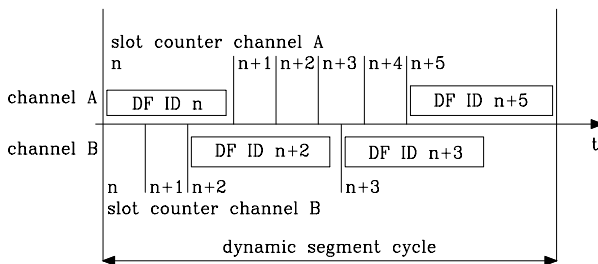 slot counter channel A
n n+1 n+2 n+3 n+4 n+5
channel A DF ID n DF ID n+5
t
channel B DF ID n+2 DF ID n+3
n n+1 n+2 n+3
slot counter channel B
dynamic segment cycle